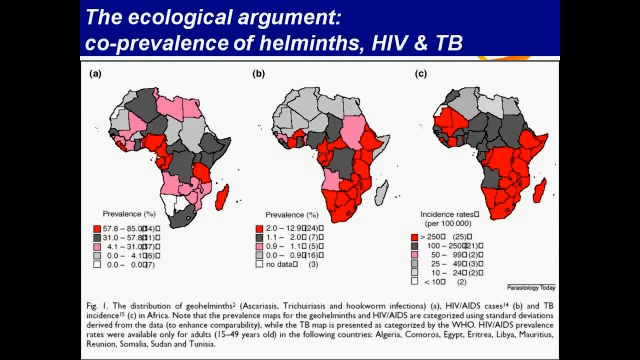 The ecological argument:
co-prevalence of helminths, HIV & TB
(a)
(b)
(c)
Prevalence (%)
57.8 – 85.0 (14)
31.0 – 57.8 (11)
4.1 – 31.0 (17)
0.0 – 4.1 (6)
0.0 – 0.0 (7)
Prevalence (%)
2.0 – 12.90 (24)
1.1 – 2.0 (7)
0.9 – 1.1 (5)
0.0 – 0.9 (16)
no data (3)
Incidence rates
(per 100 000)
> 250 (25)
100 – 250 (21)
50 – 99 (2)
25 – 49 (3)
10 – 24 (2)
< 10 (2)
Parasitology Today
Fig. 1. The distribution of geohelminths² (Ascariasis, Trichuiriasis and hookworm infections) (a), HIV/AIDS cases¹⁴ (b) and TB
incidence¹⁵ (c) in Africa. Note that the prevalence maps for the geohelminths and HIV/AIDS are categorized using standard deviations
derived from the data (to enhance comparability), while the TB map is presented as categorized by the WHO. HIV/AIDS prevalence
rates were available only for adults (15–49 years old) in the following countries: Algeria, Comoros, Egypt, Eritrea, Libya, Mauritius,
Reunion, Somalia, Sudan and Tunisia.